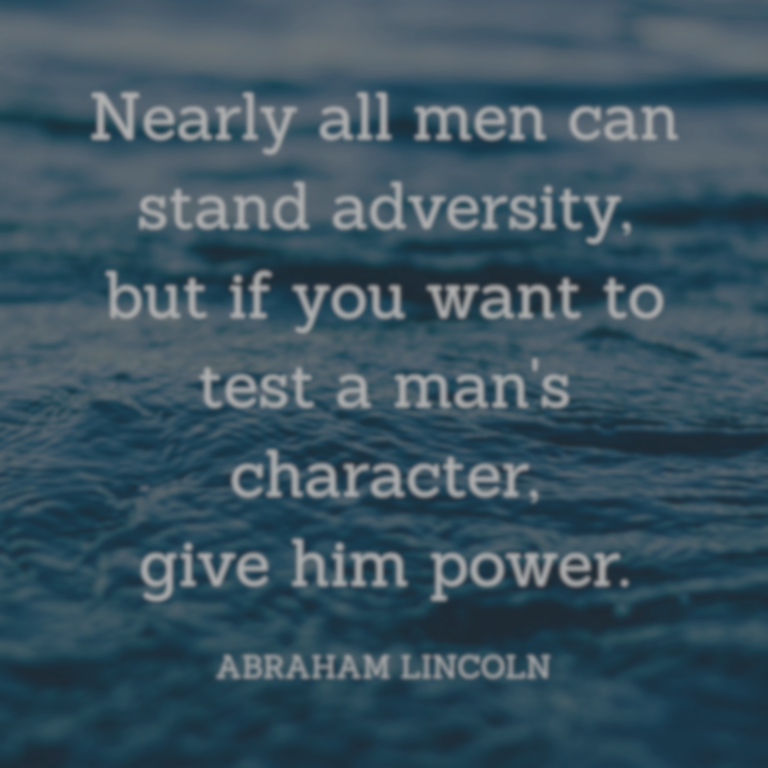 Nearly all men can
stand adversity,
but if you want to
test a man's
character,
give him power.
ABRAHAM LINCOLN